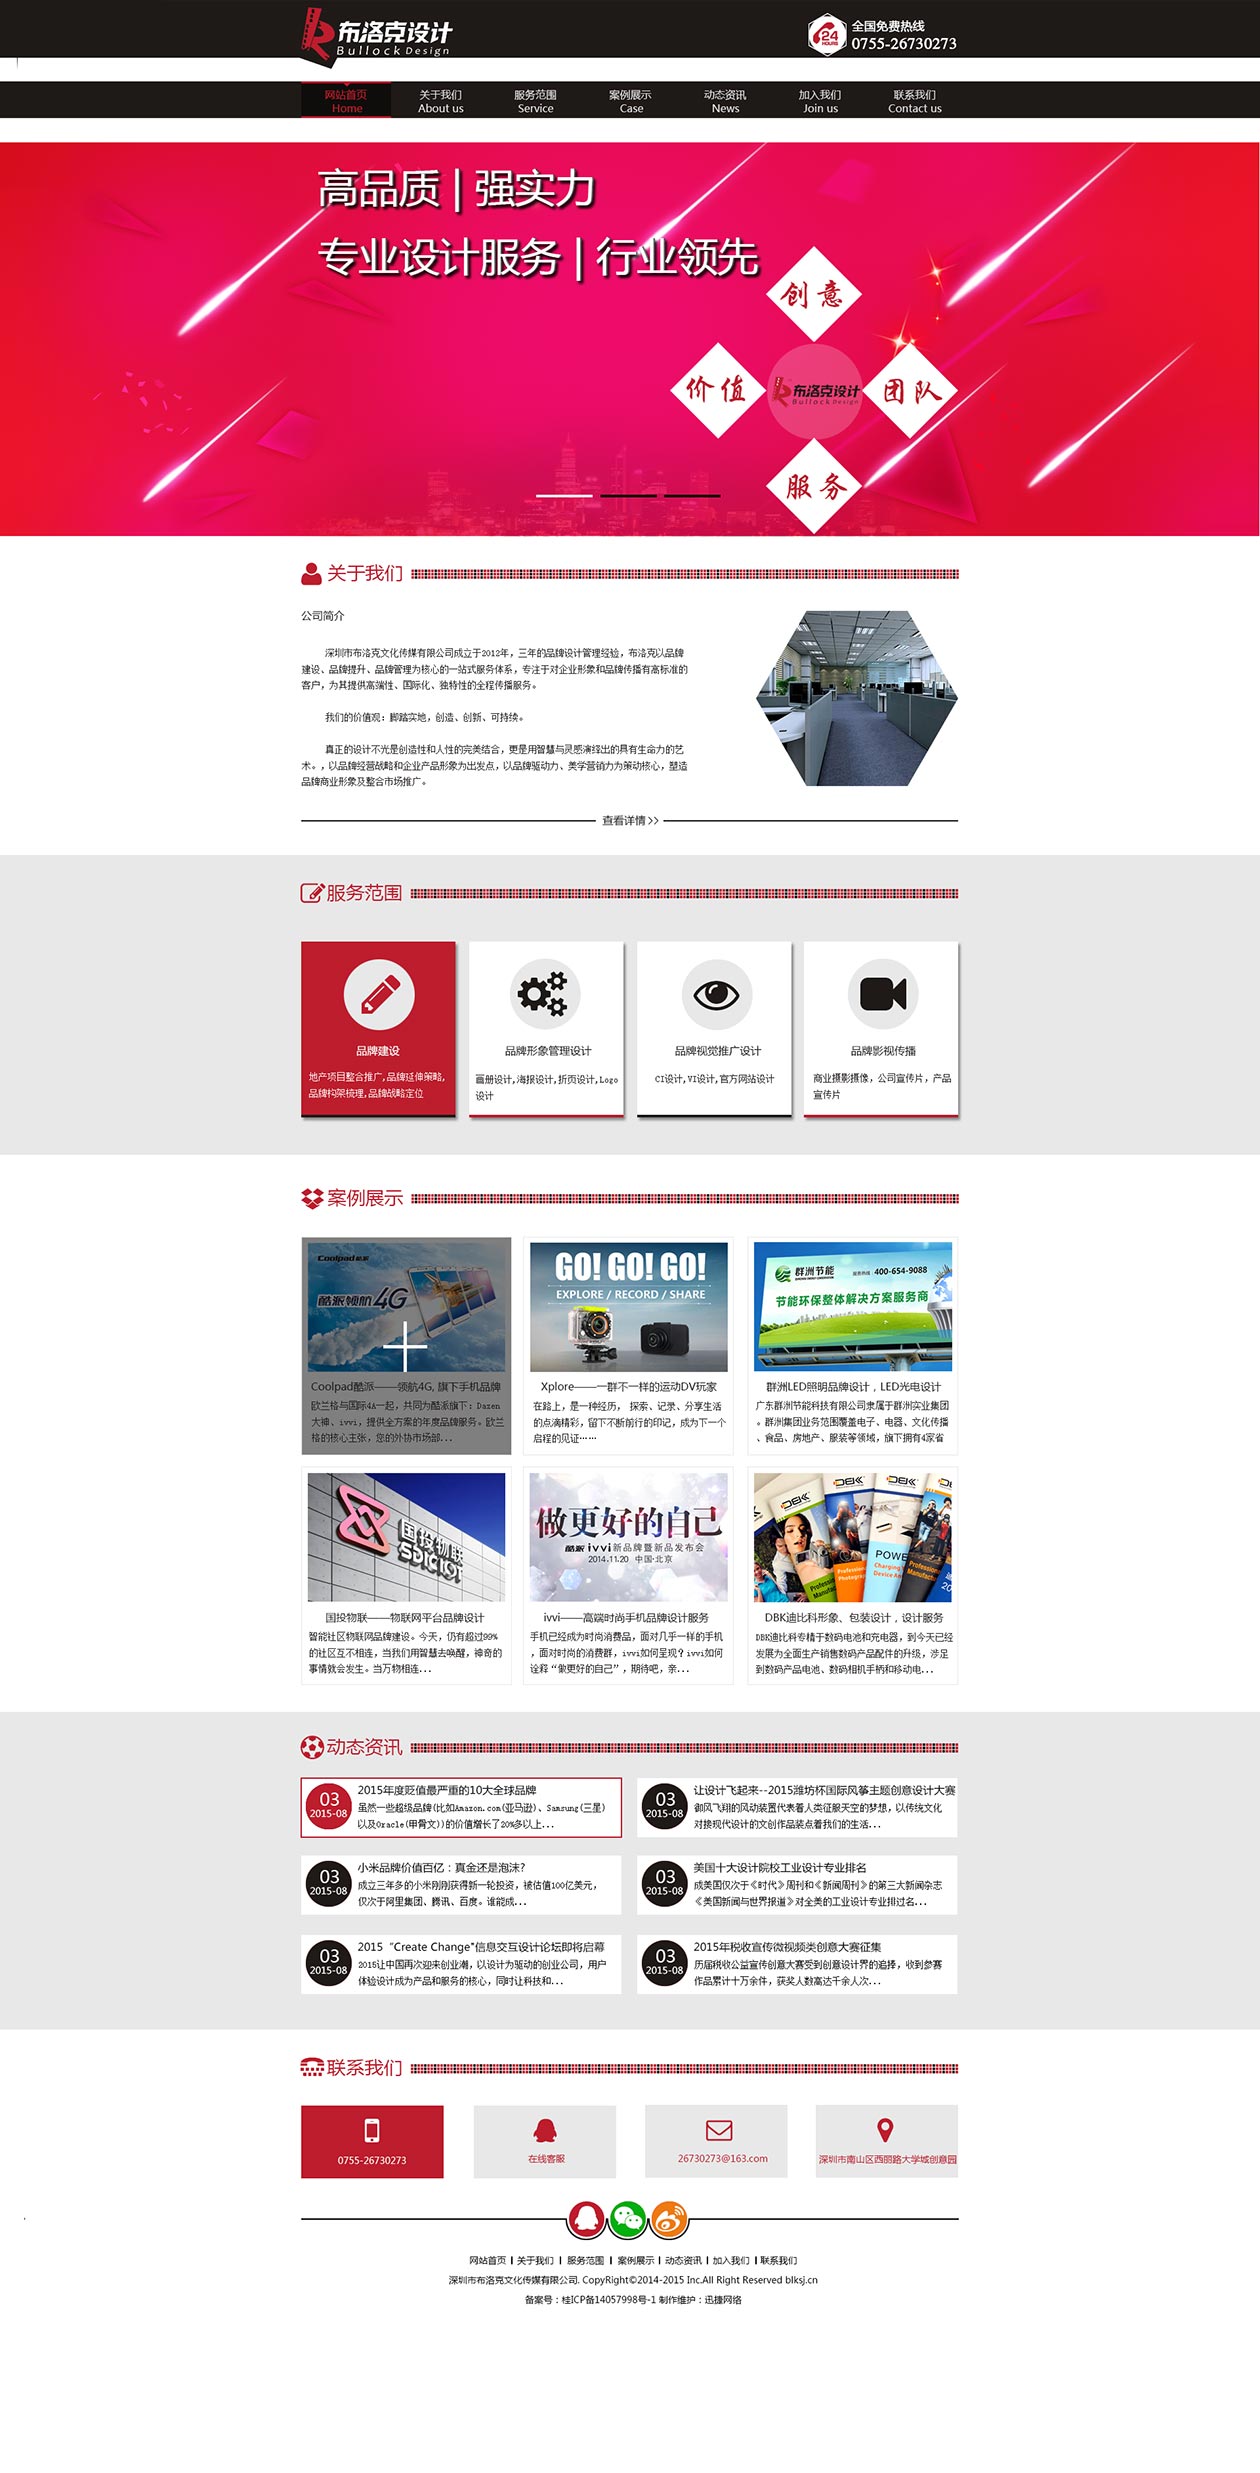 布洛克设计
Bullock Design
24
HOURS
全国免费热线
0755-26730273
网站首页 关于我们 服务范围 案例展示 动态资讯 加入我们 联系我们
Home About us Service Case News Join us Contact us
高品质 | 强实力
专业设计服务 | 行业领先
创意
价值
布洛克设计
Bullock Design
团队
服务
关于我们
公司简介
深圳市布洛克文化传媒有限公司成立于2012年，三年的品牌设计管理经验，布洛克以品牌
建设、品牌提升、品牌管理为核心的一站式服务体系，专注于对企业形象和品牌传播有高标准的
客户，为其提供高端性、国际化、独特性的全程传播服务。
我们的价值观：脚踏实地，创造、创新、可持续。
真正的设计不光是创造性和人性的完美结合，更是用智慧与灵感演绎出的具有生命力的艺
术。，以品牌经营战略和企业产品形象为出发点，以品牌驱动力、美学营销力为策动核心，塑造
品牌商业形象及整合市场推广。
查看详情 >>
服务范围
品牌建设
地产项目整合推广,品牌延伸策略,
品牌构架梳理,品牌战略定位
品牌形象管理设计
画册设计,海报设计,折页设计,Logo
设计
品牌视觉推广设计
CI设计,VI设计,官方网站设计
品牌影视传播
商业摄影摄像，公司宣传片，产品
宣传片
案例展示
Coolpad酷派
酷派领航4G
Coolpad酷派——领航4G, 旗下手机品牌
欧兰格与国际4A一起，共同为酷派旗下：Dazen
大神、ivvi，提供全方案的年度品牌服务。欧兰
格的核心主张，您的外协市场部...
GO! GO! GO!
EXPLORE / RECORD / SHARE
Xplore——一群不一样的运动DV玩家
在路上，是一种经历， 探索、记录、分享生活
的点滴精彩，留下不断前行的印记，成为下一个
启程的见证……
群洲节能
服务热线 400-654-9088
节能环保整体解决方案服务商
群洲LED照明品牌设计，LED光电设计
广东群洲节能科技有限公司隶属于群洲实业集团
。群洲集团业务范围覆盖电子、电器、文化传播
、食品、房地产、服装等领域，旗下拥有4家省
国投物联
SDICIOT
国投物联——物联网平台品牌设计
智能社区物联网品牌建设。今天，仍有超过99%
的社区互不相连，当我们用智慧去唤醒，神奇的
事情就会发生。当万物相连...
做更好的自己
酷派 ivvi 新品牌暨新品发布会
2014.11.20 中国·北京
ivvi——高端时尚手机品牌设计服务
手机已经成为时尚消费品，面对几乎一样的手机
，面对时尚的消费群，ivvi如何呈现？ivvi如何
诠释“做更好的自己”，期待吧，亲...
DBK DBK DBK
POWE
Charging
Device An
DBK迪比科形象、包装设计，设计服务
DBK迪比科专精于数码电池和充电器，到今天已经
发展为全面生产销售数码产品配件的升级，涉足
到数码产品电池、数码相机手柄和移动电...
动态资讯
03
2015-08
2015年度贬值最严重的10大全球品牌
虽然一些超级品牌(比如Amazon.com(亚马逊)、Samsung(三星)
以及Oracle(甲骨文))的价值增长了20%多以上...
03
2015-08
让设计飞起来--2015潍坊杯国际风筝主题创意设计大赛
御风飞翔的风动装置代表着人类征服天空的梦想，以传统文化
对接现代设计的文创作品装点着我们的生活...
03
2015-08
小米品牌价值百亿：真金还是泡沫?
成立三年多的小米刚刚获得新一轮投资，被估值100亿美元，
仅次于阿里集团、腾讯、百度。谁能成...
03
2015-08
美国十大设计院校工业设计专业排名
成美国仅次于《时代》周刊和《新闻周刊》的第三大新闻杂志
《美国新闻与世界报道》对全美的工业设计专业排过名...
03
2015-08
2015“Create Change"信息交互设计论坛即将启幕
2015让中国再次迎来创业潮，以设计为驱动的创业公司，用户
体验设计成为产品和服务的核心，同时让科技和...
03
2015-08
2015年税收宣传微视频类创意大赛征集
历届税收公益宣传创意大赛受到创意设计界的追捧，收到参赛
作品累计十万余件，获奖人数高达千余人次...
联系我们
0755-26730273
在线客服
26730273@163.com
深圳市南山区西丽路大学城创意园
网站首页 | 关于我们 | 服务范围 | 案例展示 | 动态资讯 | 加入我们 | 联系我们
深圳市布洛克文化传媒有限公司. CopyRight©2014-2015 Inc.All Right Reserved blksj.cn
备案号：桂ICP备14057998号-1 制作维护：迅捷网络